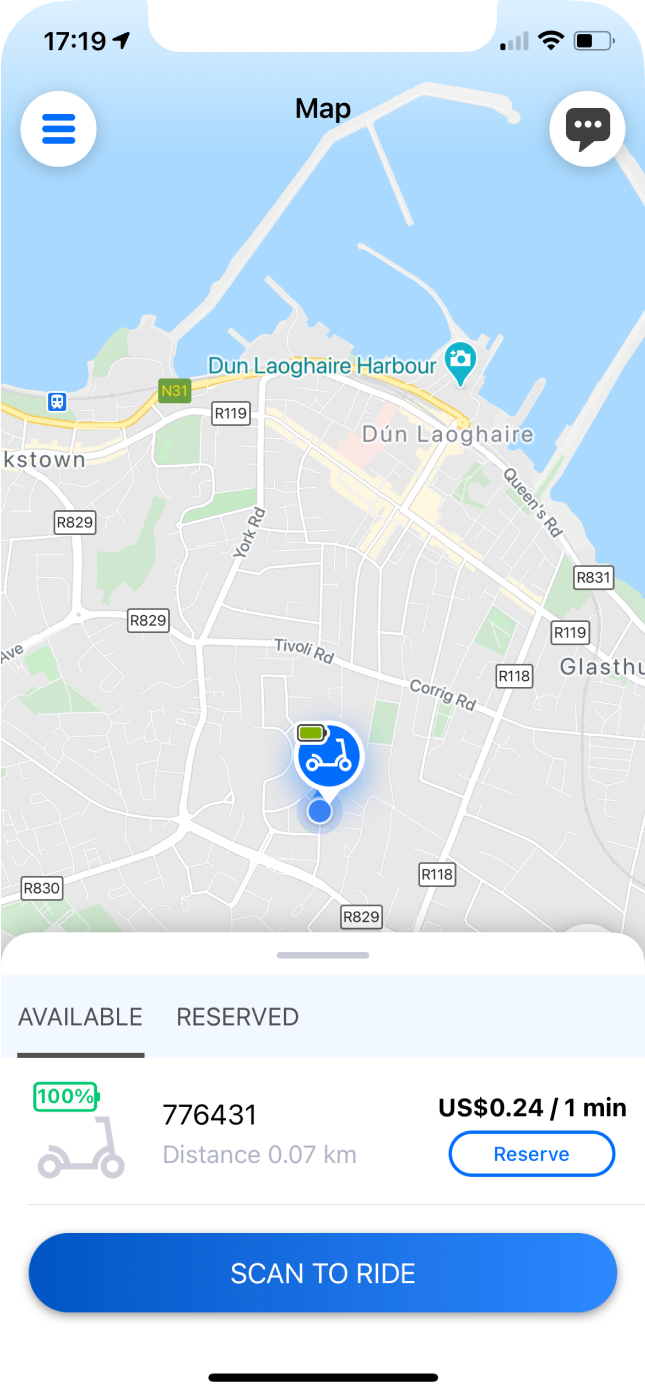 17:19
Map
Dun Laoghaire Harbour
N31
R119
Dún Laoghaire
kstown
Queen's Rd
R829
York Rd
R831
R829
R119
Tivoli Rd
Ave
Glasthu
R118
Corrig Rd
R118
R830
R829
AVAILABLE
RESERVED
100%
776431
US$0.24 / 1 min
Distance 0.07 km
Reserve
SCAN TO RIDE